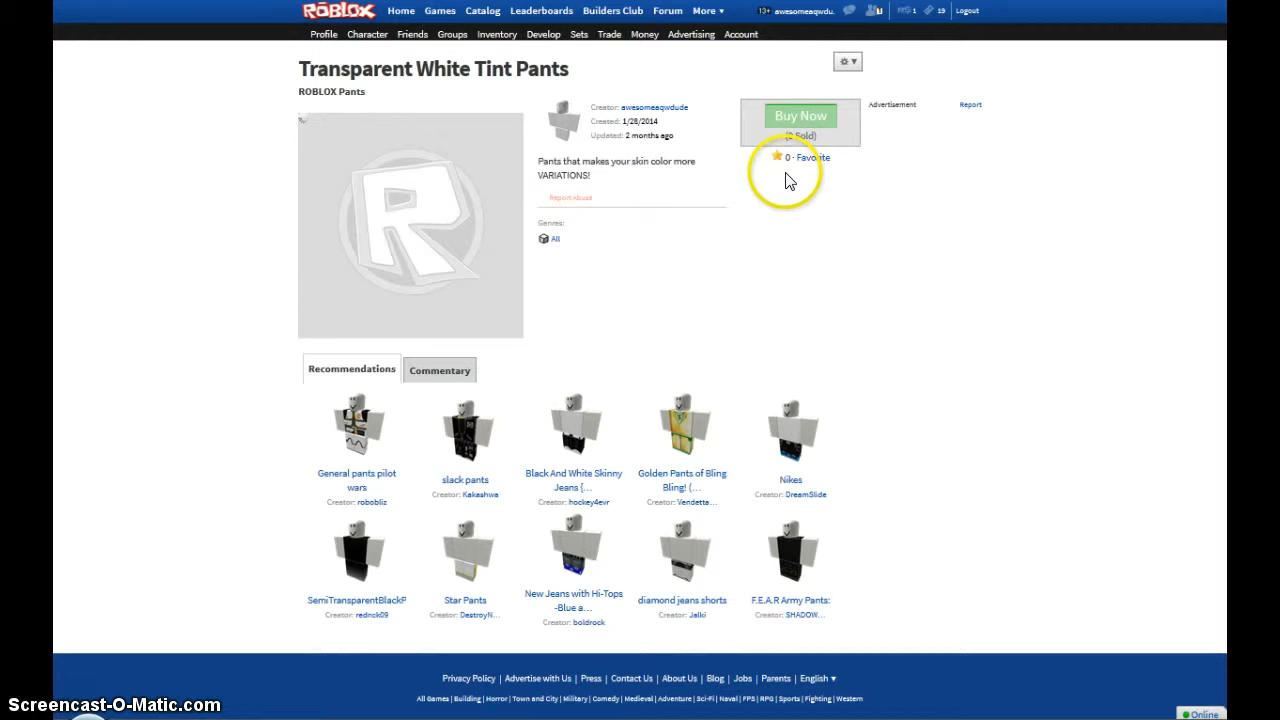 ROBLOX Home Games Catalog Leaderboards Builders Club Forum More ▾ 13+ awesomeaqwdu. 1 1 19 Logout
Profile Character Friends Groups Inventory Develop Sets Trade Money Advertising Account
Transparent White Tint Pants
ROBLOX Pants
Creator: awesomeaqwdude
Created: 1/28/2014
Updated: 2 months ago
Pants that makes your skin color more
VARIATIONS!
Report Abuse
Genres:
All
Buy Now
Sold)
0 · Favorite
Advertisement Report
R
Recommendations Commentary
General pants pilot
wars
Creator: robobliz
slack pants
Creator: Kakashwa
Black And White Skinny
Jeans {...
Creator: hockey4evr
Golden Pants of Bling
Bling! (...
Creator: Vendetta...
Nikes
Creator: DreamSlide
SemiTransparentBlackP
Creator: rednck09
Star Pants
Creator: DestroyN...
New Jeans with Hi-Tops
-Blue a...
Creator: boldrock
diamond jeans shorts
Creator: Jalki
F.E.A.R Army Pants:
Creator: SHADOW...
Privacy Policy | Advertise with Us | Press | Contact Us | About Us | Blog | Jobs | Parents | English ▾
All Games | Building | Horror | Town and City | Military | Comedy | Medieval | Adventure | Sci-Fi | Naval | FPS | RPG | Sports | Fighting | Western
Screencast-O-Matic.com
Online